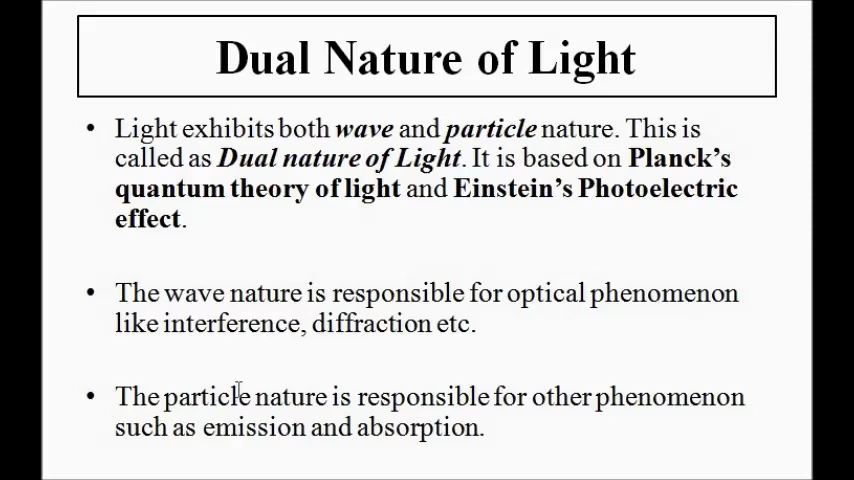 Dual Nature of Light
• Light exhibits both wave and particle nature. This is
called as Dual nature of Light. It is based on Planck's
quantum theory of light and Einstein's Photoelectric
effect.
• The wave nature is responsible for optical phenomenon
like interference, diffraction etc.
• The particle nature is responsible for other phenomenon
such as emission and absorption.